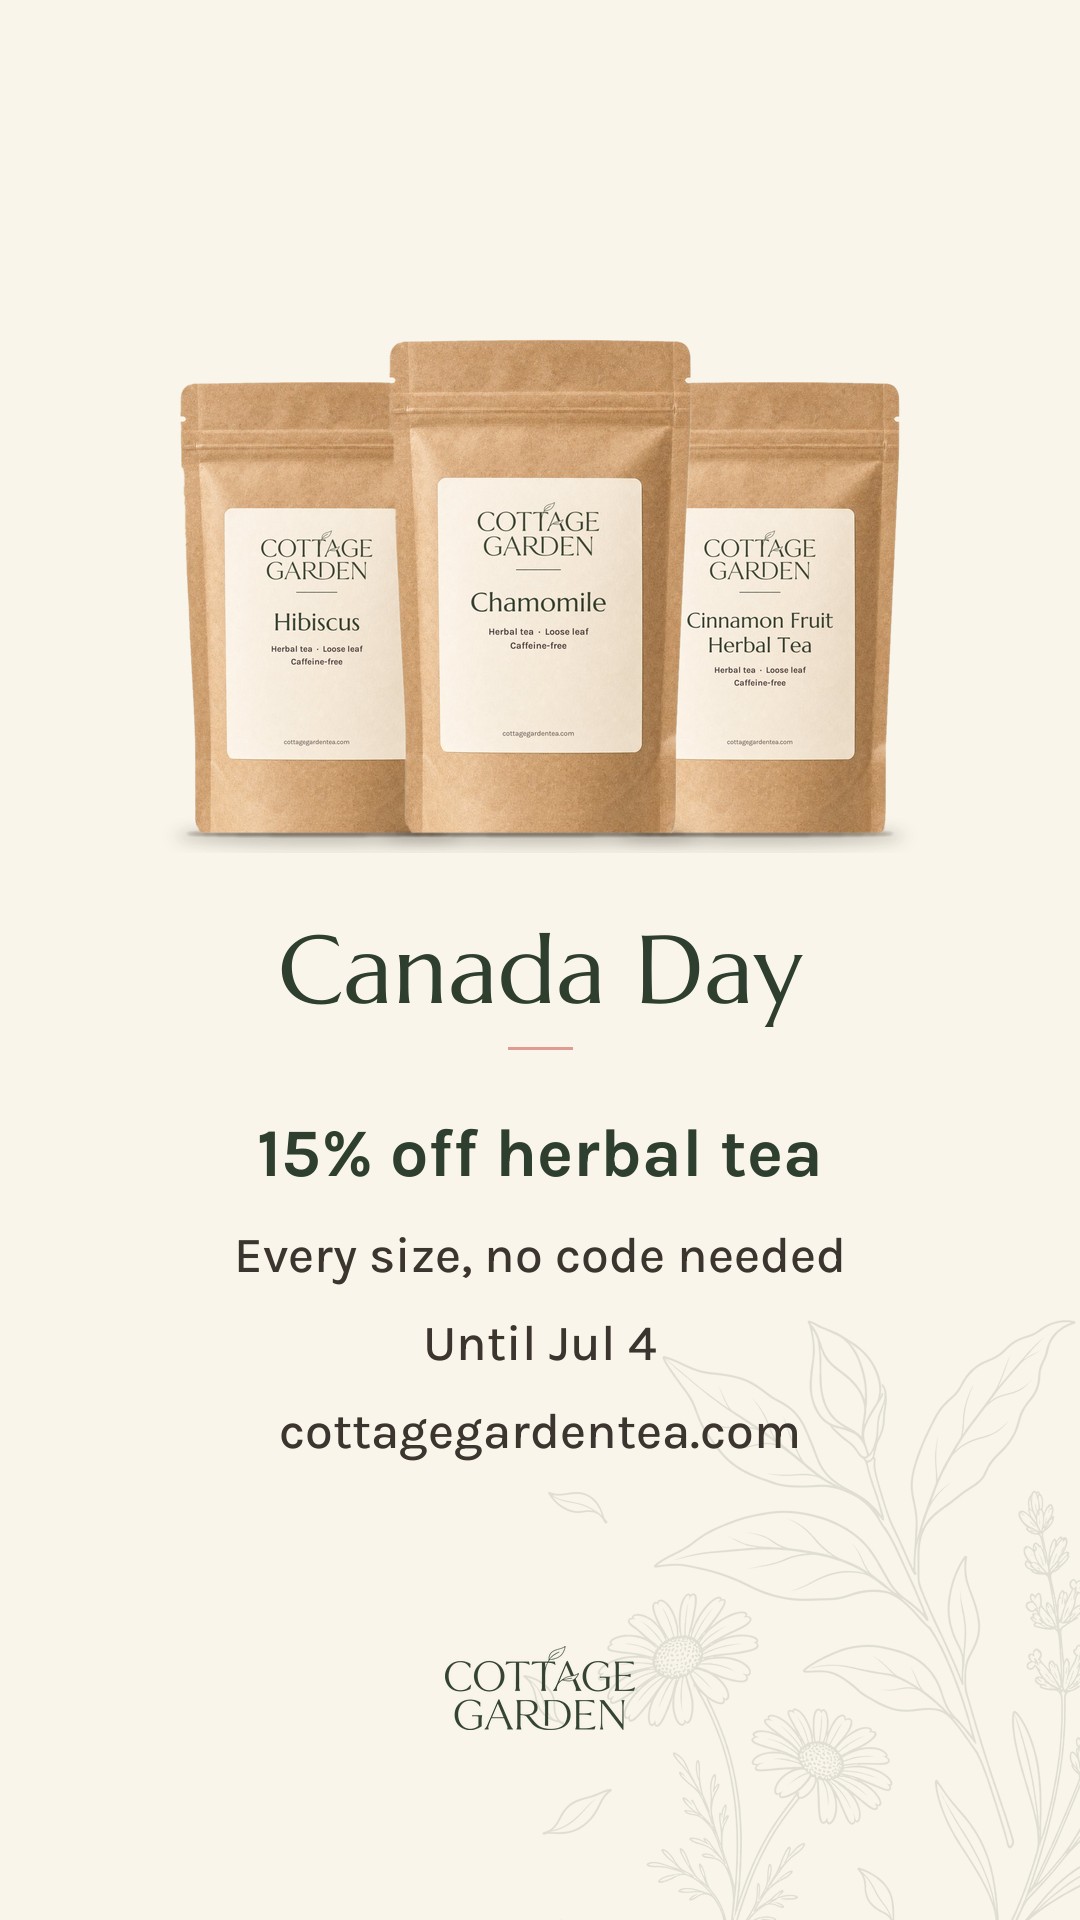 COTTAGE
GARDEN
Hibiscus
Herbal tea · Loose leaf
Caffeine-free
cottagegardentea.com
COTTAGE
GARDEN
Chamomile
Herbal tea · Loose leaf
Caffeine-free
cottagegardentea.com
COTTAGE
GARDEN
Cinnamon Fruit
Herbal Tea
Herbal tea · Loose leaf
Caffeine-free
cottagegardentea.com
Canada Day
15% off herbal tea
Every size, no code needed
Until Jul 4
cottagegardentea.com
COTTAGE
GARDEN